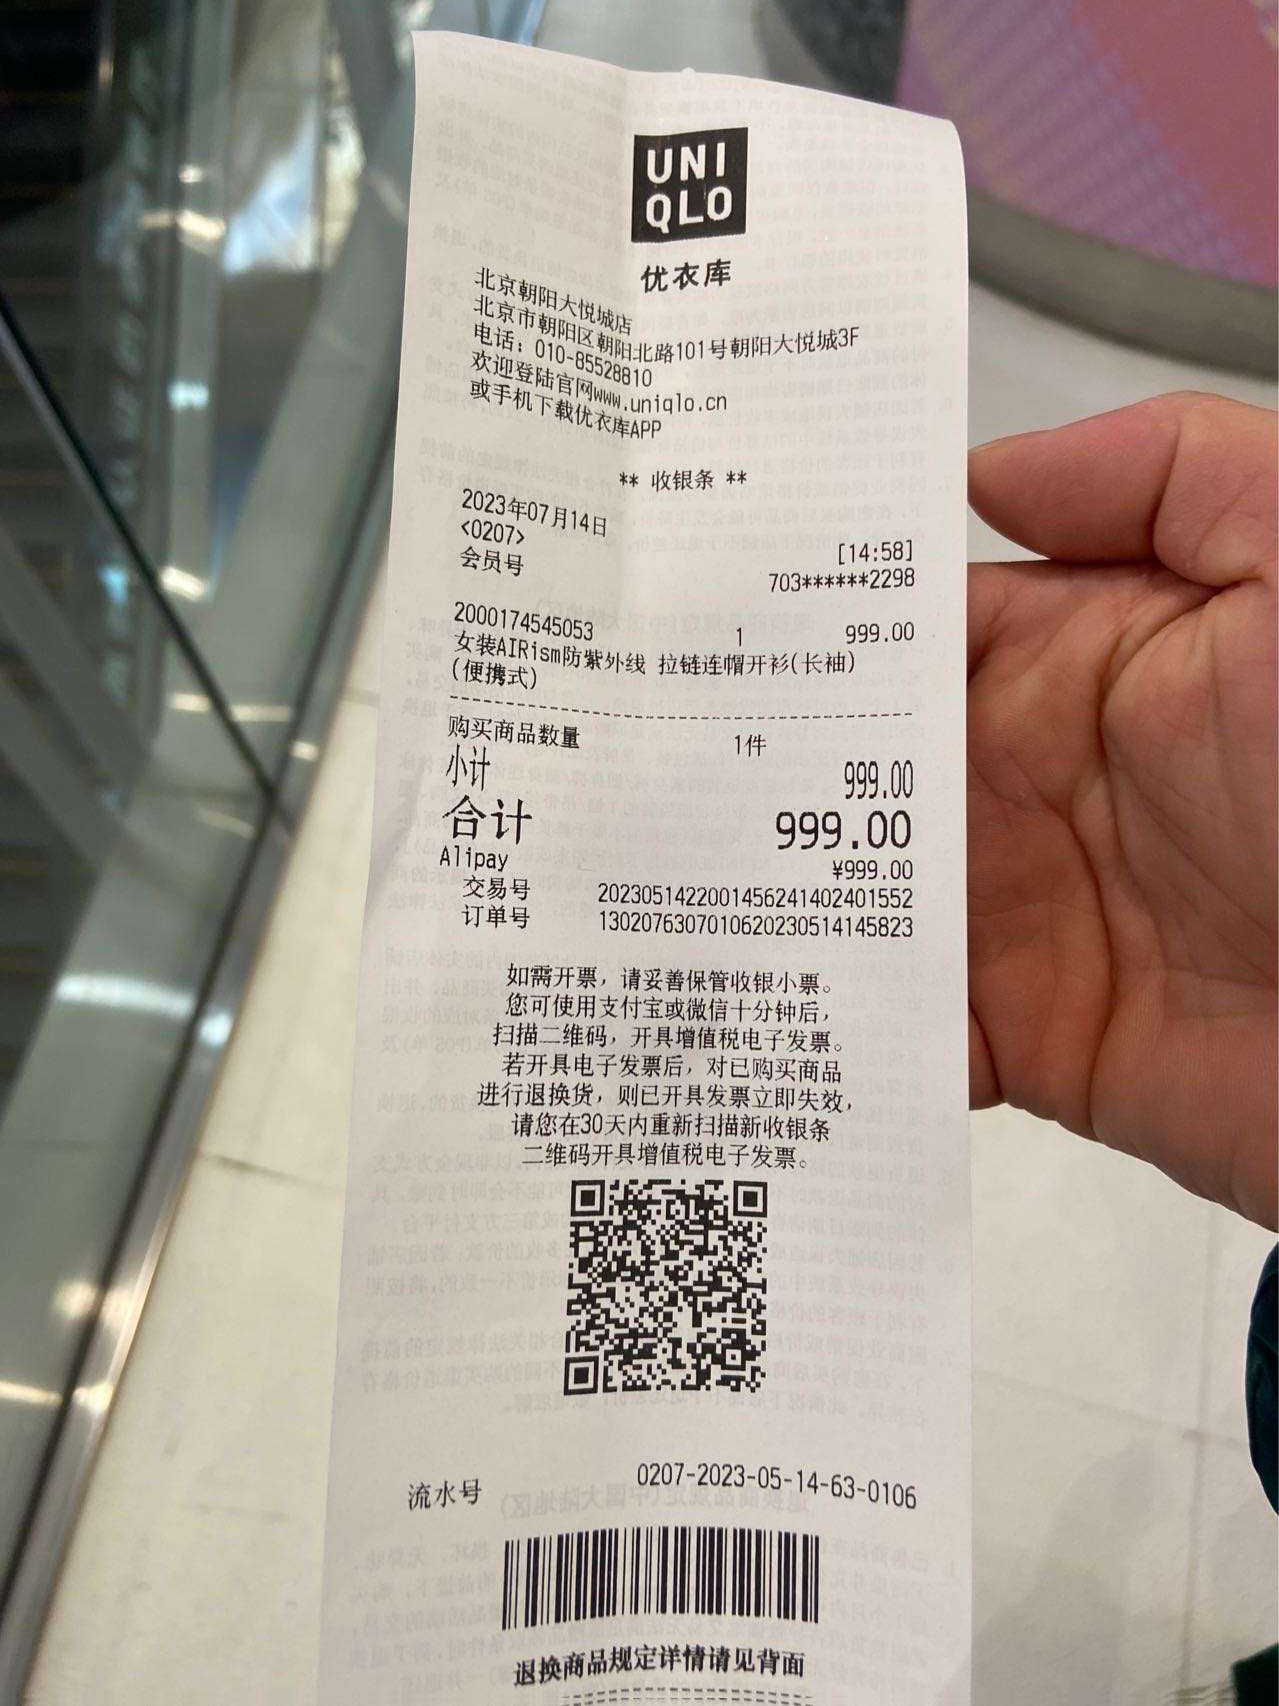 UNI
QLO
优衣库
北京朝阳大悦城店
北京市朝阳区朝阳北路101号朝阳大悦城3F
电话：010-85528810
欢迎登陆官网www.uniqlo.cn
或手机下载优衣库APP
** 收银条 **
2023年07月14日
<0207> [14:58]
会员号 703******2298
2000174545053 1 999.00
女装AIRism防紫外线 拉链连帽开衫(长袖)
(便携式)
购买商品数量 1件
小计 999.00
合计 999.00
Alipay ¥999.00
交易号 2023051422001456241402401552
订单号 1302076307010620230514145823
如需开票，请妥善保管收银小票。
您可使用支付宝或微信十分钟后，
扫描二维码，开具增值税电子发票。
若开具电子发票后，对已购买商品
进行退换货，则已开具发票立即失效，
请您在30天内重新扫描新收银条
二维码开具增值税电子发票。
流水号 0207-2023-05-14-63-0106
退换商品规定详情请见背面